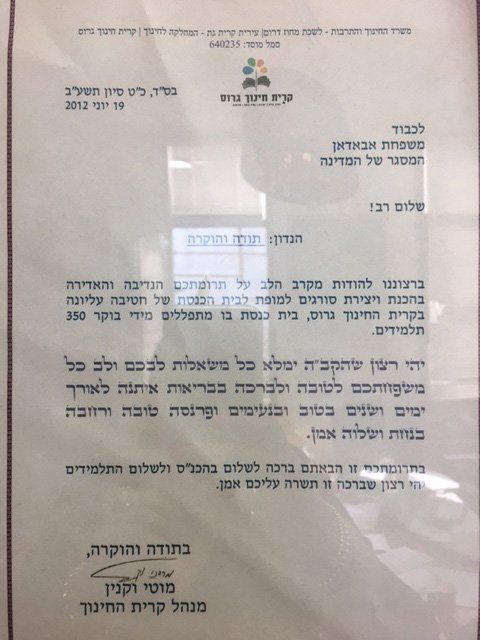 משרד החינוך והתרבות - לשכת מחוז דרום| עירית קרית גת - המחלקה לחינוך | קרית חינוך גרוס
סמל מוסד: 640235
קרית חינוך גרוס
בס"ד, כ"ט סיון תשע"ב
19 יוני 2012
לכבוד
משפחת אבאדאן
המסגר של המדינה
שלום רב!
הנדון: תודה והוקרה
ברצוננו להודות מקרב הלב על תרומתכם הנדיבה והאדירה
בהכנת ויצירת סורגים למופת לבית הכנסת של חטיבה עליונה
בקרית החינוך גרוס, בית כנסת בו מתפללים מידי בוקר 350
תלמידים.
יהי רצון שהקב"ה ימלא כל משאלות לבכם ולב כל
משפחתכם לטובה ולברכה בבריאות איתנה לאורך
ימים ושנים בטוב ובנעימים ופרנסה טובה ורחבה
בנחת ושלוה אמן.
בתרומתכם זו הבאתם ברכה לשלום בהכנ"ס ולשלום התלמידים
יהי רצון שברכה זו תשרה עליכם אמן.
בתודה והוקרה,
מוטי וקנין
מנהל קרית החינוך